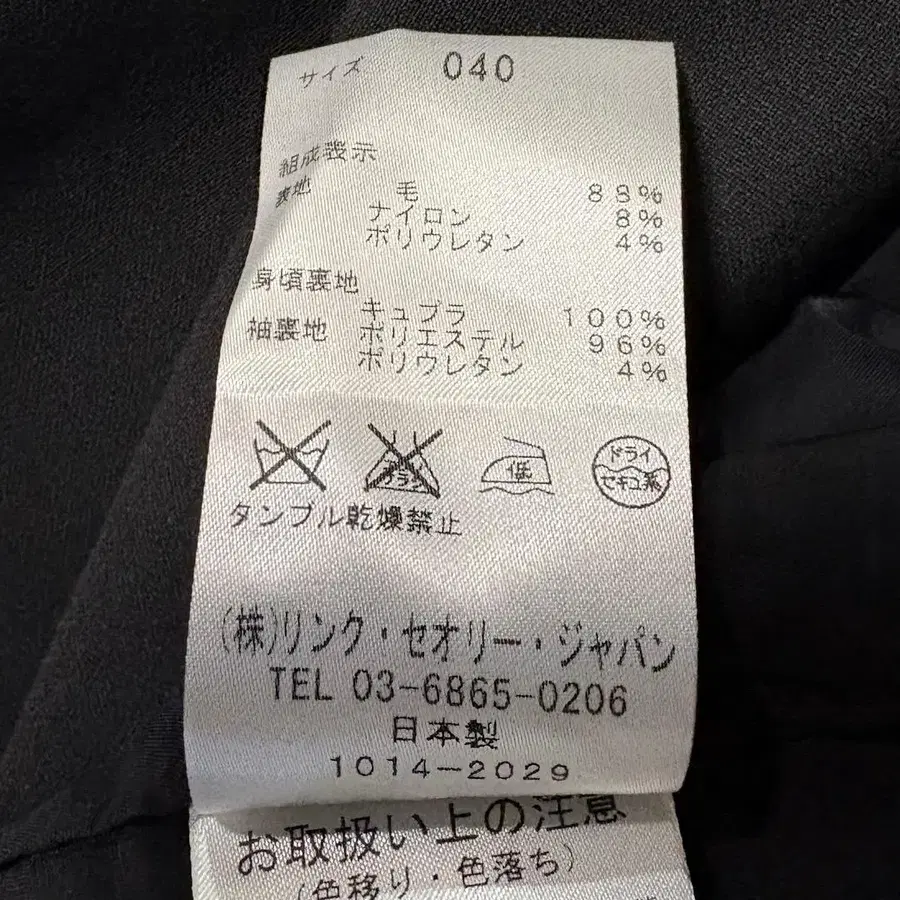 サイズ 040
組成表示
表地 毛 88%
ナイロン 8%
ポリウレタン 4%
身頃裏地
キュプラ 100%
袖裏地 ポリエステル 96%
ポリウレタン 4%
低 ドライ
セキユ系
タンブル乾燥禁止
(株)リンク・セオリー・ジャパン
TEL 03-6865-0206
日本製
1014-2029
お取扱い上の注意
(色移り・色落ち)